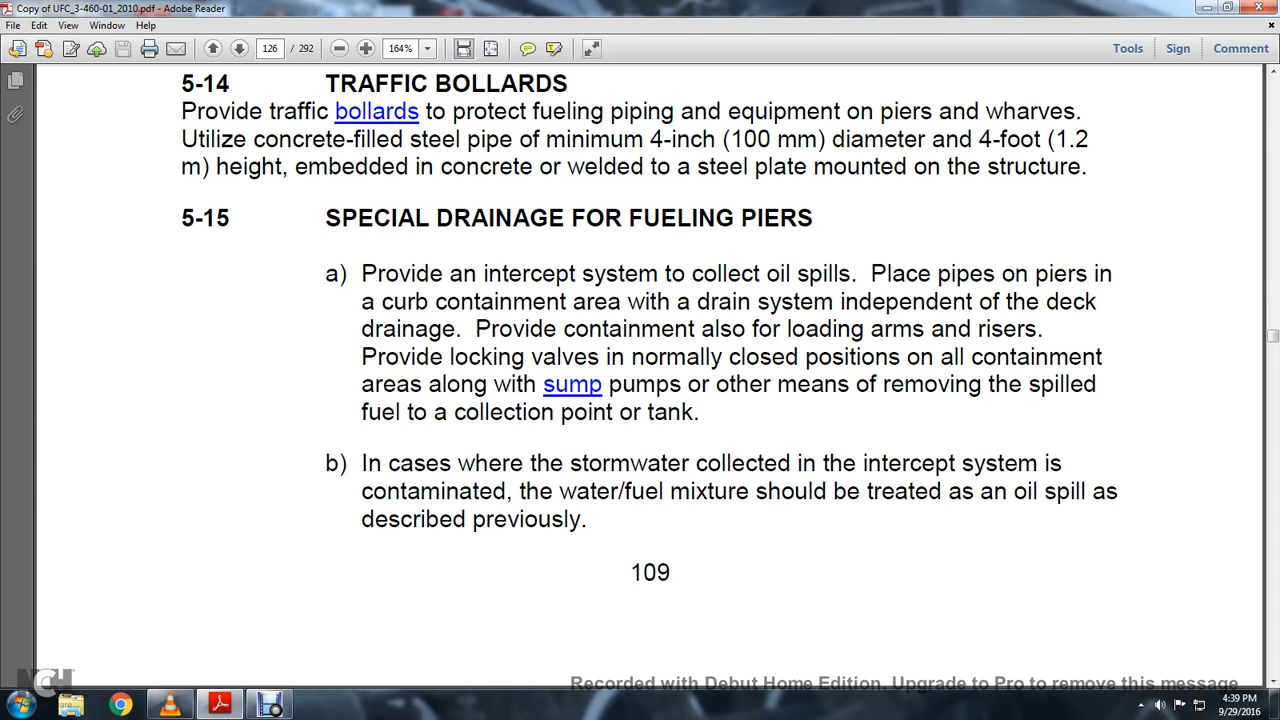 Copy of UFC_3-460-01_2010.pdf - Adobe Reader
File Edit View Window Help
126 / 292 164% Tools Sign Comment
5-14 TRAFFIC BOLLARDS
Provide traffic bollards to protect fueling piping and equipment on piers and wharves.
Utilize concrete-filled steel pipe of minimum 4-inch (100 mm) diameter and 4-foot (1.2
m) height, embedded in concrete or welded to a steel plate mounted on the structure.
5-15 SPECIAL DRAINAGE FOR FUELING PIERS
a) Provide an intercept system to collect oil spills. Place pipes on piers in
a curb containment area with a drain system independent of the deck
drainage. Provide containment also for loading arms and risers.
Provide locking valves in normally closed positions on all containment
areas along with sump pumps or other means of removing the spilled
fuel to a collection point or tank.
b) In cases where the stormwater collected in the intercept system is
contaminated, the water/fuel mixture should be treated as an oil spill as
described previously.
109
NCH
Recorded with Debut Home Edition. Upgrade to Pro to remove this message.
4:39 PM
9/29/2016